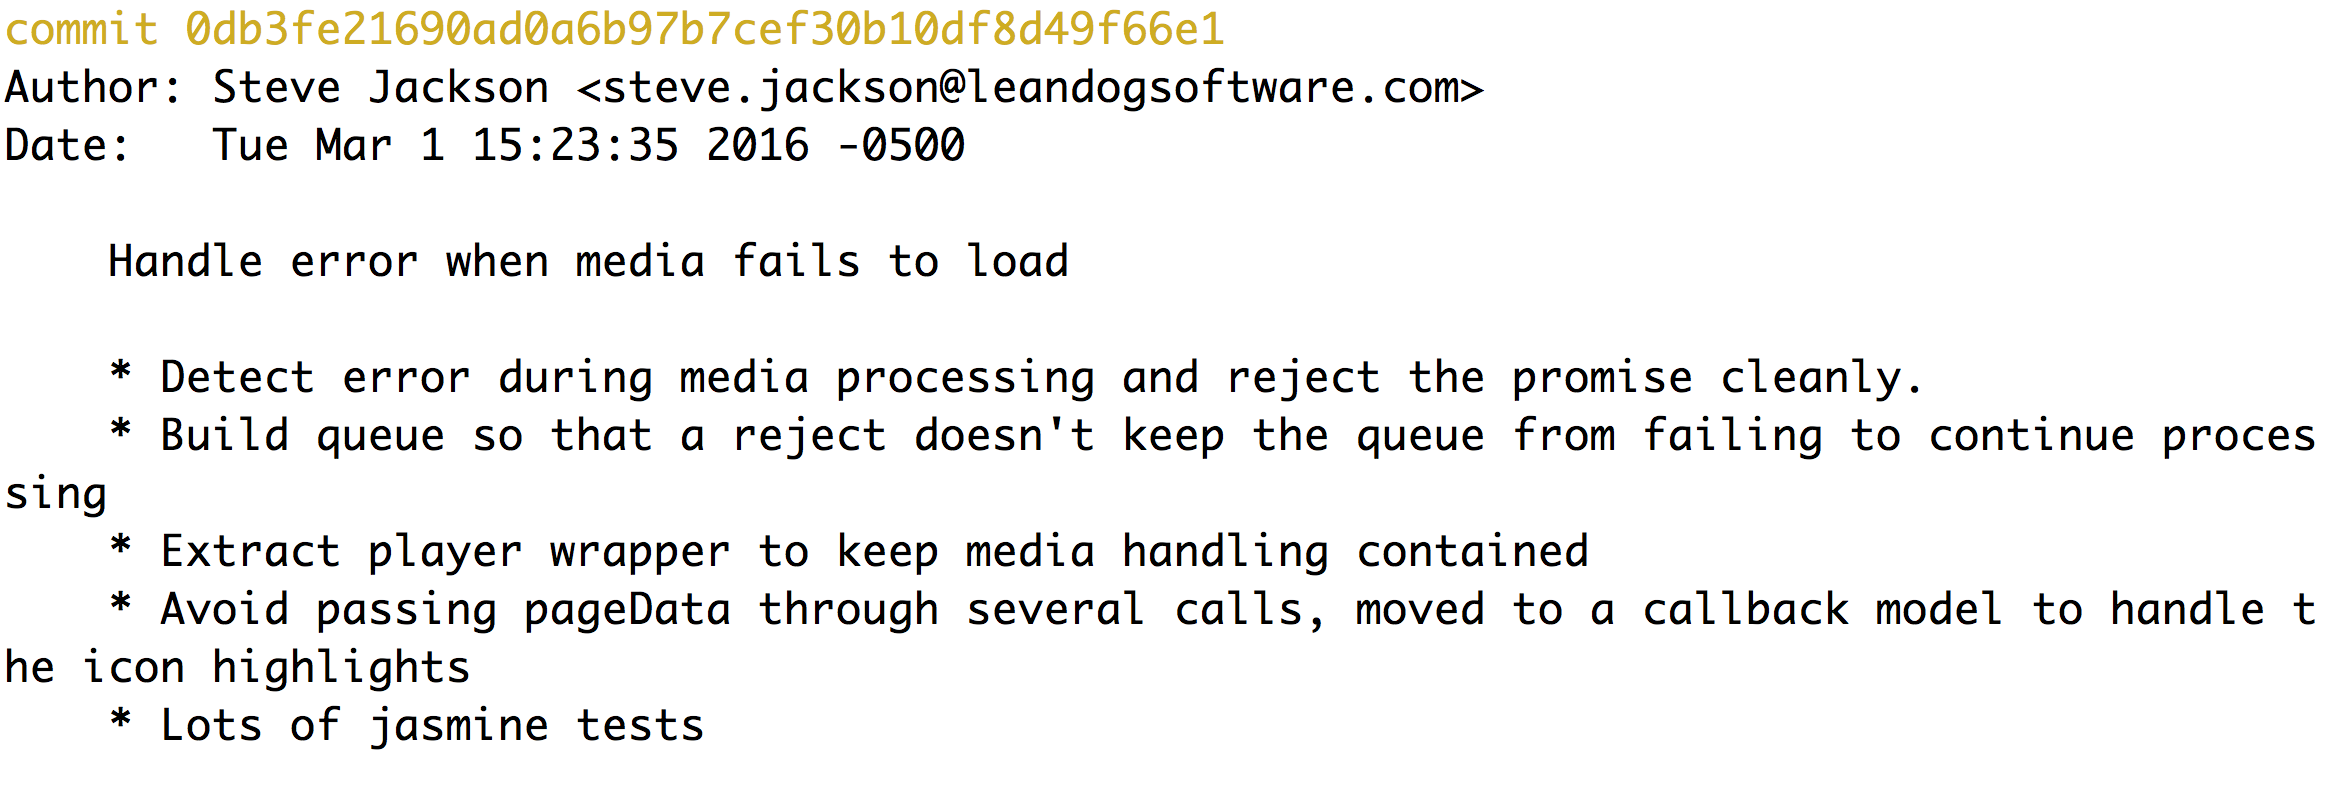 commit 0db3fe21690ad0a6b97b7cef30b10df8d49f66e1
Author: Steve Jackson <steve.jackson@leandogsoftware.com>
Date:   Tue Mar 1 15:23:35 2016 -0500

    Handle error when media fails to load

    * Detect error during media processing and reject the promise cleanly.
    * Build queue so that a reject doesn't keep the queue from failing to continue proces
sing
    * Extract player wrapper to keep media handling contained
    * Avoid passing pageData through several calls, moved to a callback model to handle t
he icon highlights
    * Lots of jasmine tests